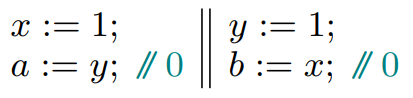 x := 1; ‖ y := 1;
a := y; // 0 ‖ b := x; // 0